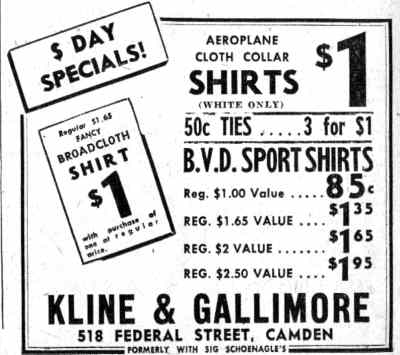 $ DAY
SPECIALS!
Regular $1.65
FANCY
BROADCLOTH
SHIRT
$1
with purchase of
one at regular
price.
AEROPLANE
CLOTH COLLAR
SHIRTS $1
(WHITE ONLY)
50c TIES ..... 3 for $1
B.V.D. SPORT SHIRTS
Reg. $1.00 Value ..... 85c
REG. $1.65 VALUE .... $1.35
REG. $2 VALUE ....... $1.65
REG. $2.50 VALUE .... $1.95
KLINE & GALLIMORE
518 FEDERAL STREET, CAMDEN
FORMERLY WITH SIG SCHOENAGLE'S